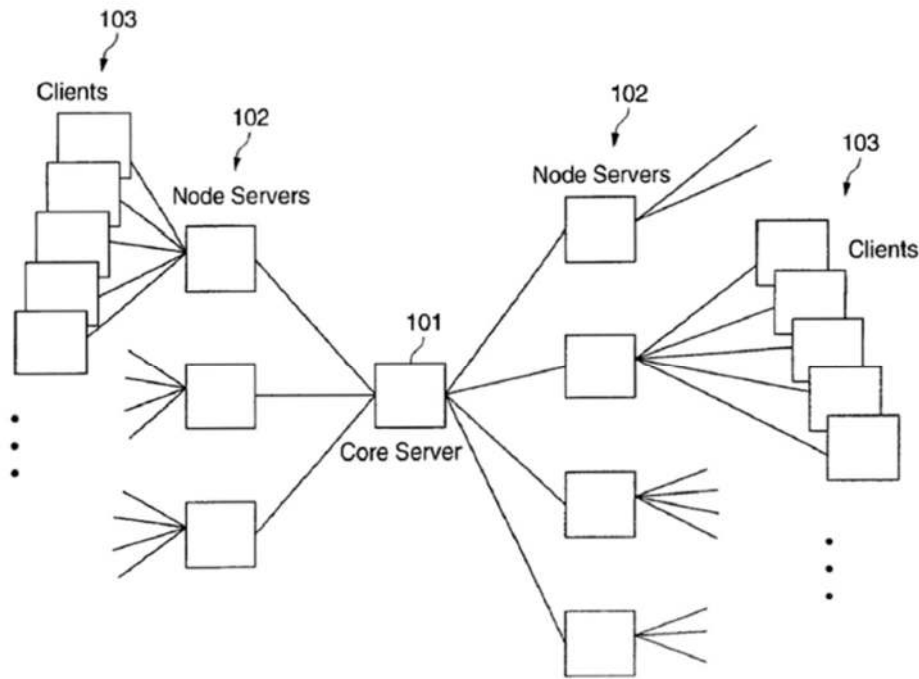 103
Clients
102
Node Servers
102
Node Servers
103
Clients
101
Core Server